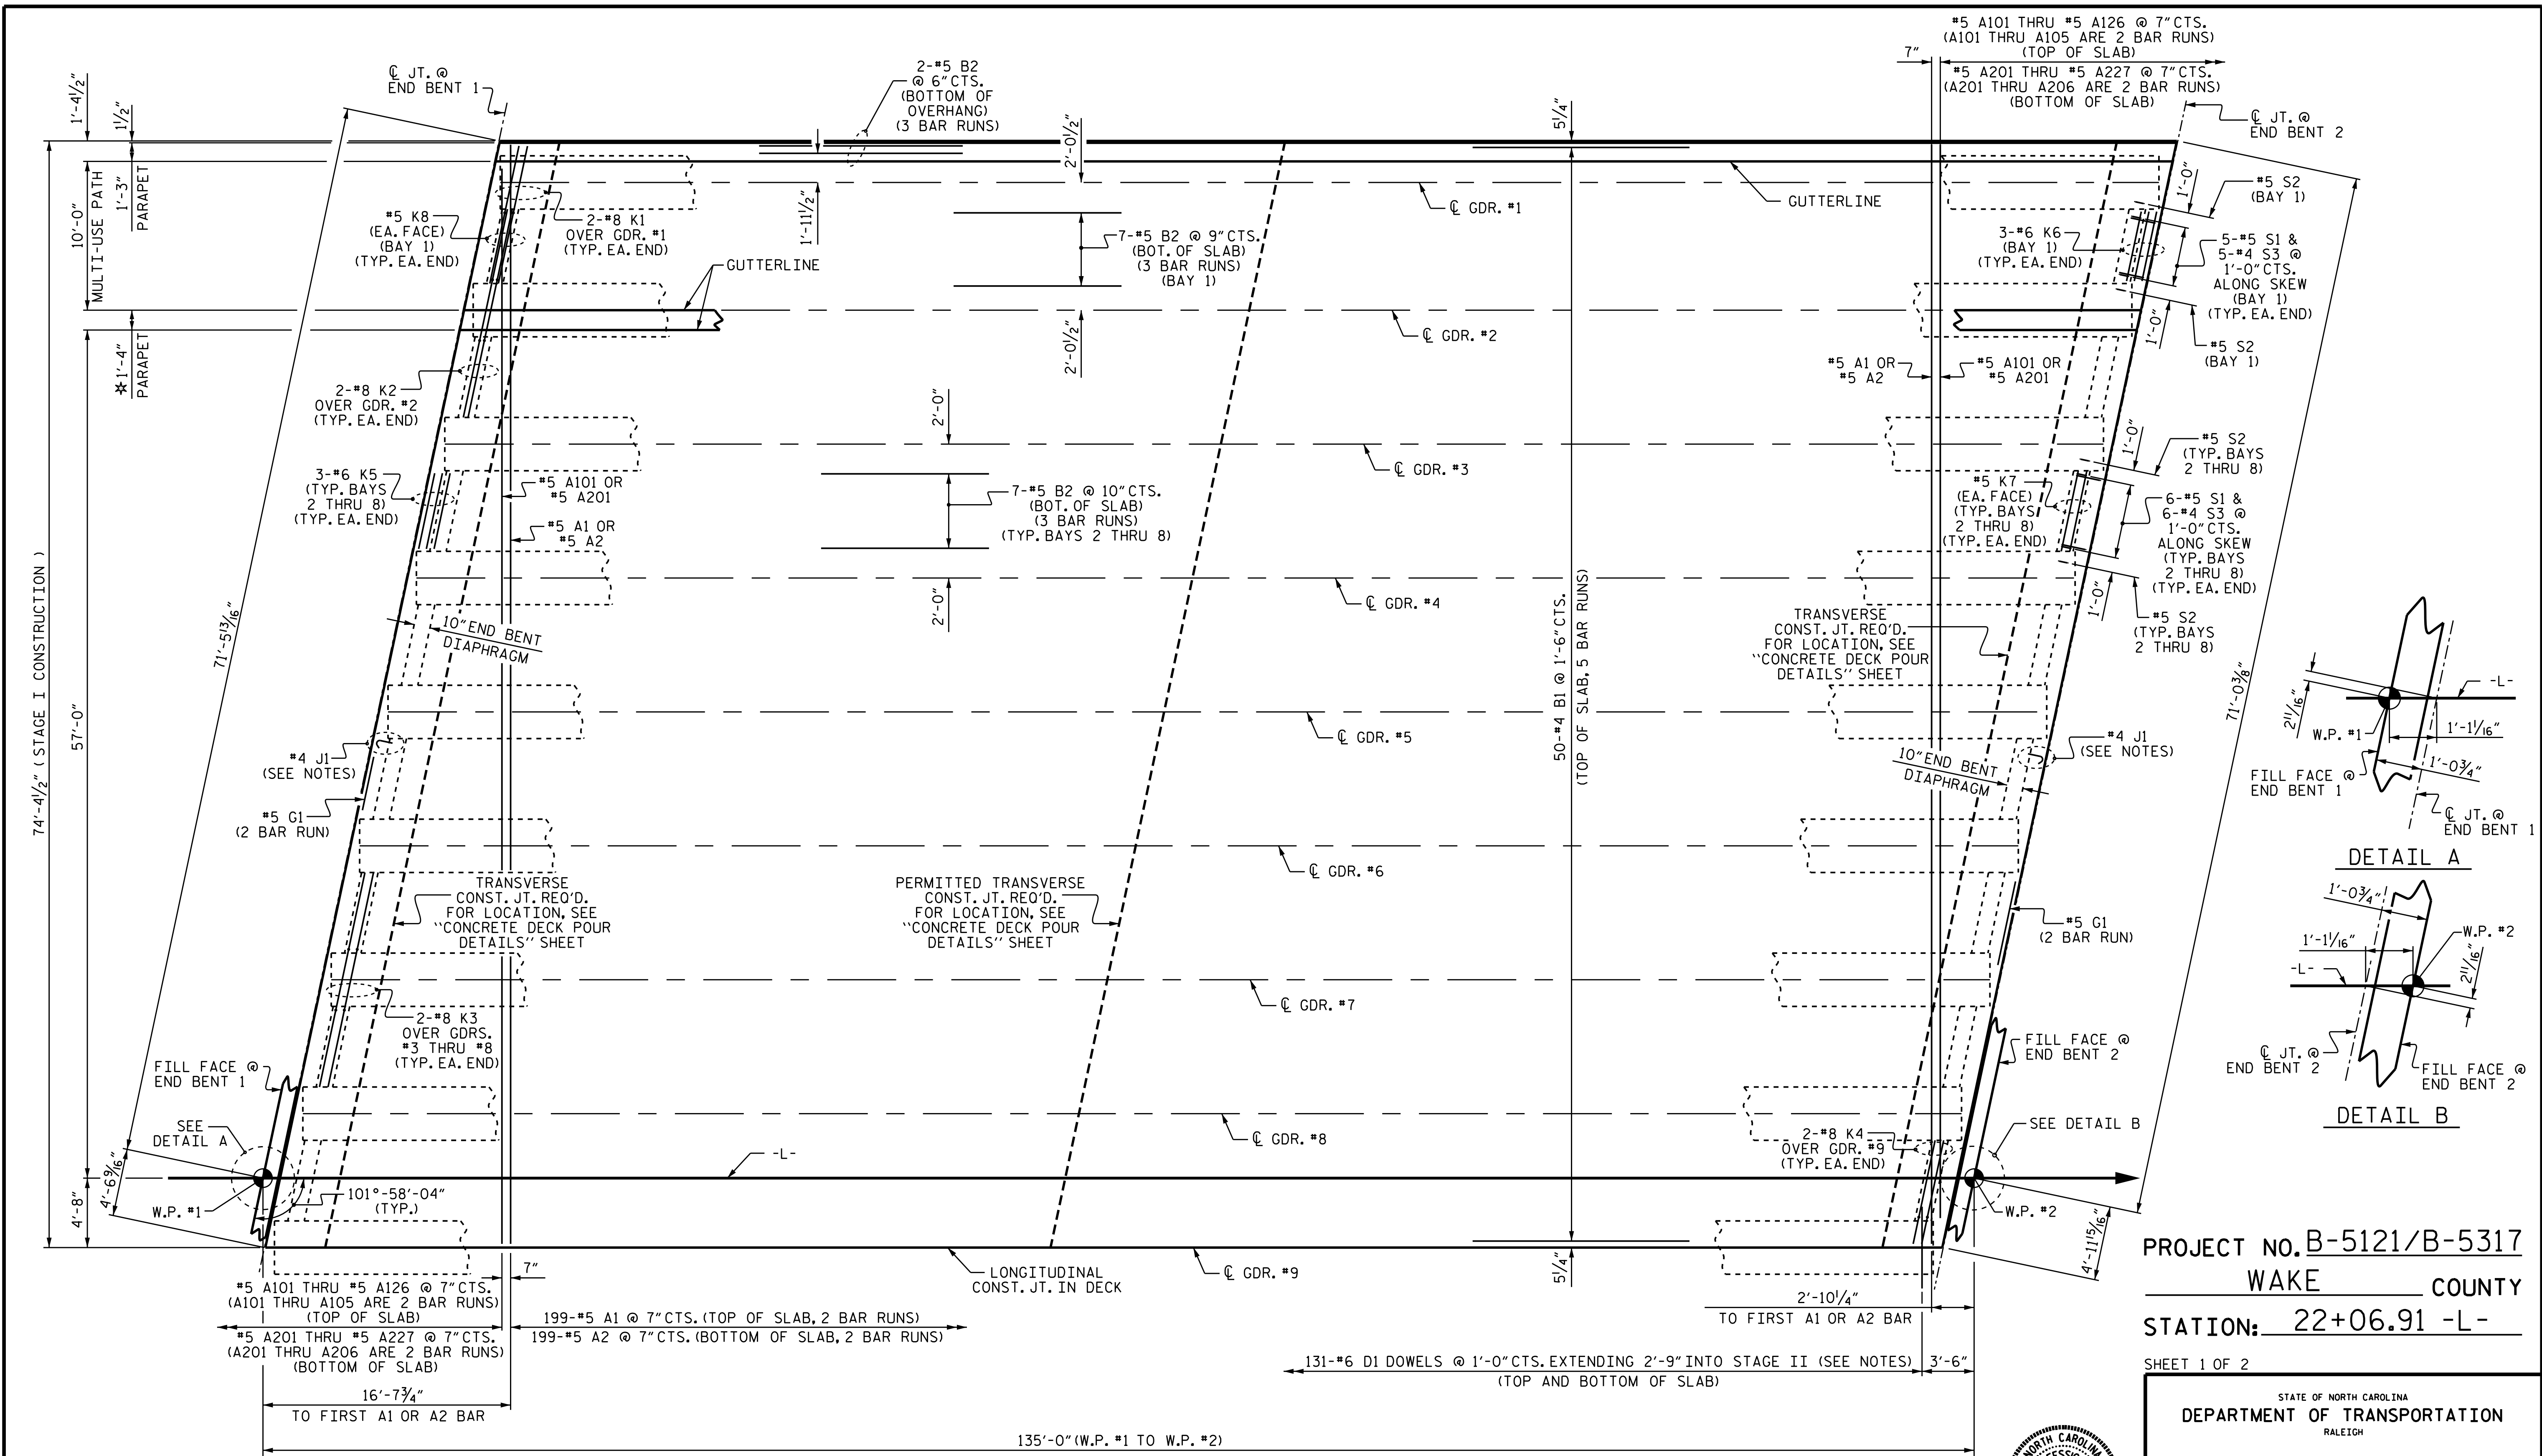 #5 A101 THRU #5 A126 @ 7" CTS.
(A101 THRU A105 ARE 2 BAR RUNS)
(TOP OF SLAB)
7"
#5 A201 THRU #5 A227 @ 7" CTS.
(A201 THRU A206 ARE 2 BAR RUNS)
(BOTTOM OF SLAB)
℄ JT. @
END BENT 1
2-#5 B2
@ 6" CTS.
(BOTTOM OF
OVERHANG)
(3 BAR RUNS)
1'-4½"
1½"
5¼"
2'-0½"
℄ JT. @
END BENT 2
10'-0"
MULTI-USE PATH
1'-3"
PARAPET
#5 K8
(EA. FACE)
(BAY 1)
(TYP. EA. END)
2-#8 K1
OVER GDR. #1
(TYP. EA. END)
1'-11½"
℄ GDR. #1
GUTTERLINE
1'-0"
#5 S2
(BAY 1)
7-#5 B2 @ 9" CTS.
(BOT. OF SLAB)
(3 BAR RUNS)
(BAY 1)
3-#6 K6
(BAY 1)
(TYP. EA. END)
5-#5 S1 &
5-#4 S3 @
1'-0" CTS.
ALONG SKEW
(BAY 1)
(TYP. EA. END)
GUTTERLINE
✲1'-4"
PARAPET
2'-0½"
℄ GDR. #2
1'-0"
#5 S2
(BAY 1)
#5 A1 OR
#5 A2
#5 A101 OR
#5 A201
2-#8 K2
OVER GDR. #2
(TYP. EA. END)
2'-0"
3-#6 K5
(TYP. BAYS
2 THRU 8)
(TYP. EA. END)
#5 A101 OR
#5 A201
#5 A1 OR
#5 A2
℄ GDR. #3
7-#5 B2 @ 10" CTS.
(BOT. OF SLAB)
(3 BAR RUNS)
(TYP. BAYS 2 THRU 8)
1'-0"
#5 S2
(TYP. BAYS
2 THRU 8)
#5 K7
(EA. FACE)
(TYP. BAYS
2 THRU 8)
(TYP. EA. END)
6-#5 S1 &
6-#4 S3 @
1'-0" CTS.
ALONG SKEW
(TYP. BAYS
2 THRU 8)
(TYP. EA. END)
74'-4½" ( STAGE I CONSTRUCTION )
71'-5¹³⁄₁₆"
57'-0"
10" END BENT
DIAPHRAGM
2'-0"
℄ GDR. #4
50-#4 B1 @ 1'-6" CTS.
(TOP OF SLAB, 5 BAR RUNS)
TRANSVERSE
CONST. JT. REQ'D.
FOR LOCATION, SEE
‘‘CONCRETE DECK POUR
DETAILS’’ SHEET
1'-0"
#5 S2
(TYP. BAYS
2 THRU 8)
71'-0⅜"
2¹¹⁄₁₆"
-L-
W.P. #1
1'-1¹⁄₁₆"
1'-0¾"
FILL FACE @
END BENT 1
℄ JT. @
END BENT 1
DETAIL A
#4 J1
(SEE NOTES)
℄ GDR. #5
10" END BENT
DIAPHRAGM
#4 J1
(SEE NOTES)
#5 G1
(2 BAR RUN)
℄ GDR. #6
TRANSVERSE
CONST. JT. REQ'D.
FOR LOCATION, SEE
‘‘CONCRETE DECK POUR
DETAILS’’ SHEET
PERMITTED TRANSVERSE
CONST. JT. REQ'D.
FOR LOCATION, SEE
‘‘CONCRETE DECK POUR
DETAILS’’ SHEET
#5 G1
(2 BAR RUN)
1'-0¾"
1'-1¹⁄₁₆"
W.P. #2
-L-
2¹¹⁄₁₆"
℄ JT. @
END BENT 2
FILL FACE @
END BENT 2
DETAIL B
℄ GDR. #7
2-#8 K3
OVER GDRS.
#3 THRU #8
(TYP. EA. END)
FILL FACE @
END BENT 1
FILL FACE @
END BENT 2
SEE
DETAIL A
℄ GDR. #8
2-#8 K4
OVER GDR. #9
(TYP. EA. END)
SEE DETAIL B
-L-
4'-6⁹⁄₁₆"
4'-8"
W.P. #1
101°-58'-04"
(TYP.)
W.P. #2
4'-11¹⁵⁄₁₆"
7"
LONGITUDINAL
CONST. JT. IN DECK
℄ GDR. #9
5¼"
#5 A101 THRU #5 A126 @ 7" CTS.
(A101 THRU A105 ARE 2 BAR RUNS)
(TOP OF SLAB)
#5 A201 THRU #5 A227 @ 7" CTS.
(A201 THRU A206 ARE 2 BAR RUNS)
(BOTTOM OF SLAB)
199-#5 A1 @ 7" CTS. (TOP OF SLAB, 2 BAR RUNS)
199-#5 A2 @ 7" CTS. (BOTTOM OF SLAB, 2 BAR RUNS)
2'-10¼"
TO FIRST A1 OR A2 BAR
131-#6 D1 DOWELS @ 1'-0" CTS. EXTENDING 2'-9" INTO STAGE II (SEE NOTES)
(TOP AND BOTTOM OF SLAB)
3'-6"
16'-7¾"
TO FIRST A1 OR A2 BAR
135'-0" (W.P. #1 TO W.P. #2)
PROJECT NO. B-5121/B-5317
WAKE COUNTY
STATION: 22+06.91 -L-
SHEET 1 OF 2
STATE OF NORTH CAROLINA
DEPARTMENT OF TRANSPORTATION
RALEIGH
NORTH CAROLINA